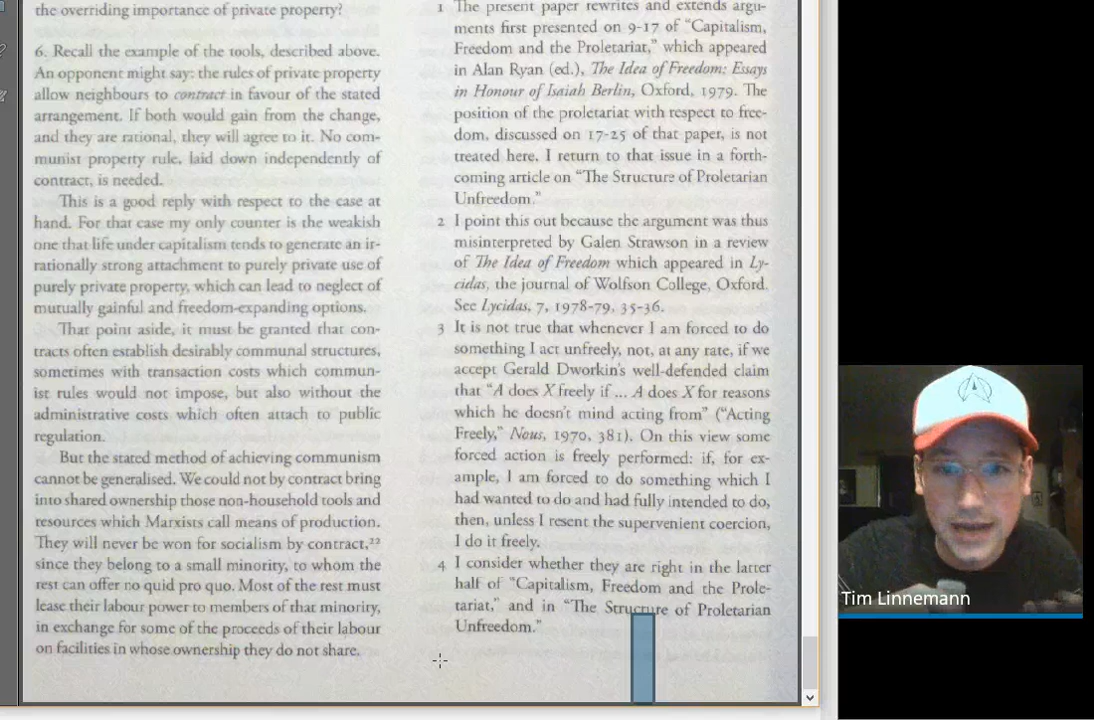 the overriding importance of private property?
6. Recall the example of the tools, described above.
An opponent might say: the rules of private property
allow neighbours to contract in favour of the stated
arrangement. If both would gain from the change,
and they are rational, they will agree to it. No com-
munist property rule, laid down independently of
contract, is needed.
This is a good reply with respect to the case at
hand. For that case my only counter is the weakish
one that life under capitalism tends to generate an ir-
rationally strong attachment to purely private use of
purely private property, which can lead to neglect of
mutually gainful and freedom-expanding options.
That point aside, it must be granted that con-
tracts often establish desirably communal structures,
sometimes with transaction costs which commun-
ist rules would not impose, but also without the
administrative costs which often attach to public
regulation.
But the stated method of achieving communism
cannot be generalised. We could not by contract bring
into shared ownership those non-household tools and
resources which Marxists call means of production.
They will never be won for socialism by contract,22
since they belong to a small minority, to whom the
rest can offer no quid pro quo. Most of the rest must
lease their labour power to members of that minority,
in exchange for some of the proceeds of their labour
on facilities in whose ownership they do not share.
1 The present paper rewrites and extends argu-
ments first presented on 9-17 of "Capitalism,
Freedom and the Proletariat," which appeared
in Alan Ryan (ed.), The Idea of Freedom: Essays
in Honour of Isaiah Berlin, Oxford, 1979. The
position of the proletariat with respect to free-
dom, discussed on 17-25 of that paper, is not
treated here. I return to that issue in a forth-
coming article on "The Structure of Proletarian
Unfreedom."
2 I point this out because the argument was thus
misinterpreted by Galen Strawson in a review
of The Idea of Freedom which appeared in Ly-
cidas, the journal of Wolfson College, Oxford.
See Lycidas, 7, 1978-79, 35-36.
3 It is not true that whenever I am forced to do
something I act unfreely, not, at any rate, if we
accept Gerald Dworkin's well-defended claim
that "A does X freely if ... A does X for reasons
which he doesn't mind acting from" ("Acting
Freely," Nous, 1970, 381). On this view some
forced action is freely performed: if, for ex-
ample, I am forced to do something which I
had wanted to do and had fully intended to do,
then, unless I resent the supervenient coercion,
I do it freely.
4 I consider whether they are right in the latter
half of "Capitalism, Freedom and the Prole-
tariat," and in "The Structure of Proletarian
Unfreedom."
Tim Linnemann